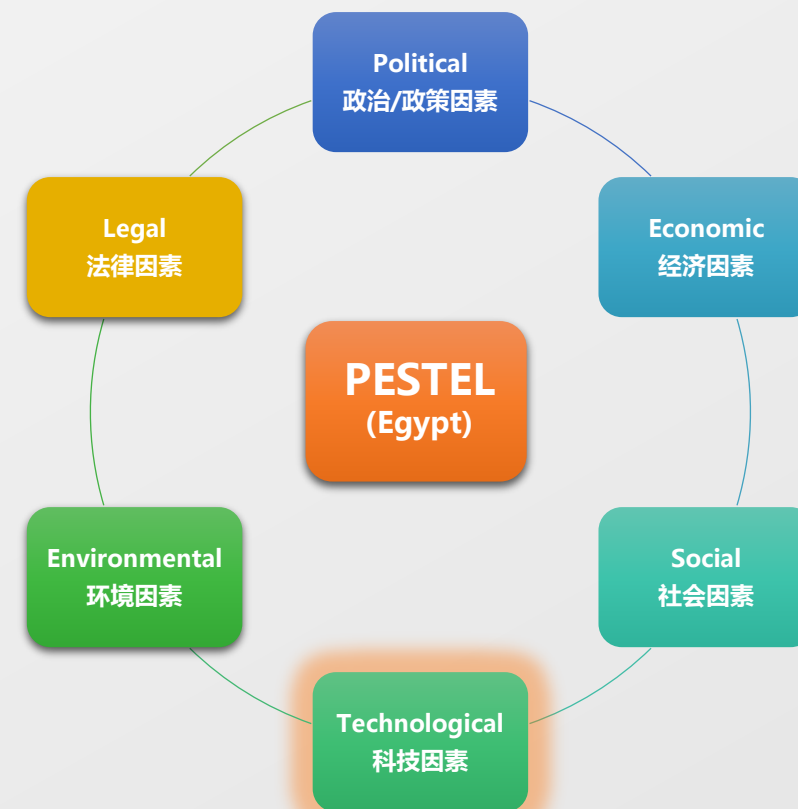 Political
政治/政策因素
Legal
法律因素
Economic
经济因素
PESTEL
(Egypt)
Environmental
环境因素
Social
社会因素
Technological
科技因素